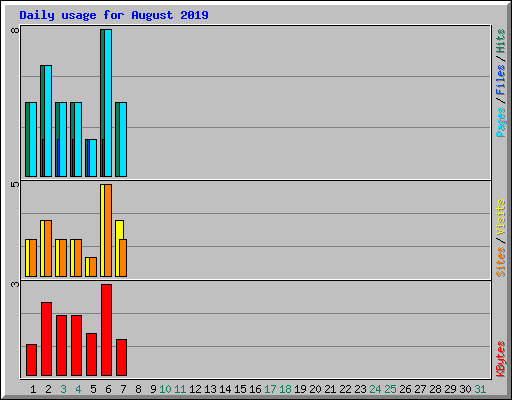 Daily usage for August 2019
8
Pages/Files/Hits
5
Sites/Visits
3
KBytes
1 2 3 4 5 6 7 8 9 10 11 12 13 14 15 16 17 18 19 20 21 22 23 24 25 26 27 28 29 30 31